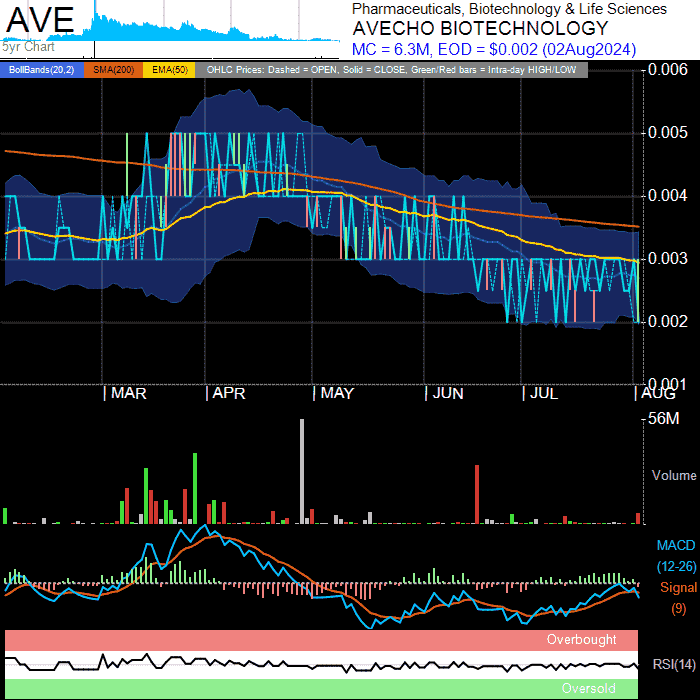 AVE
5yr Chart
Pharmaceuticals, Biotechnology & Life Sciences
AVECHO BIOTECHNOLOGY
MC = 6.3M, EOD = $0.002 (02Aug2024)
BollBands(20,2) SMA(200) EMA(50) OHLC Prices: Dashed = OPEN, Solid = CLOSE, Green/Red bars = Intra-day HIGH/LOW
0.006
0.005
0.004
0.003
0.002
0.001
MAR APR MAY JUN JUL AUG
56M
Volume
MACD
(12-26)
Signal
(9)
Overbought
RSI(14)
Oversold